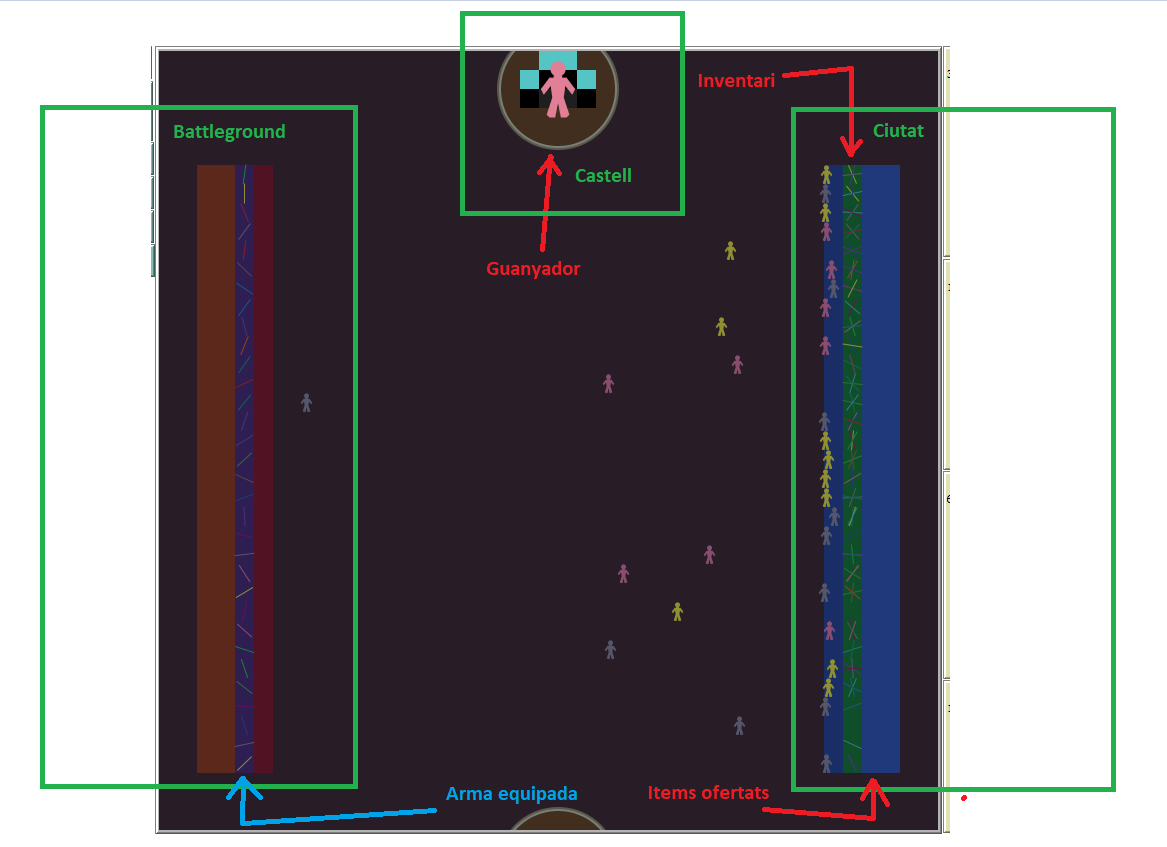 Inventari
Battleground
Ciutat
Castell
Guanyador
Arma equipada
Items ofertats